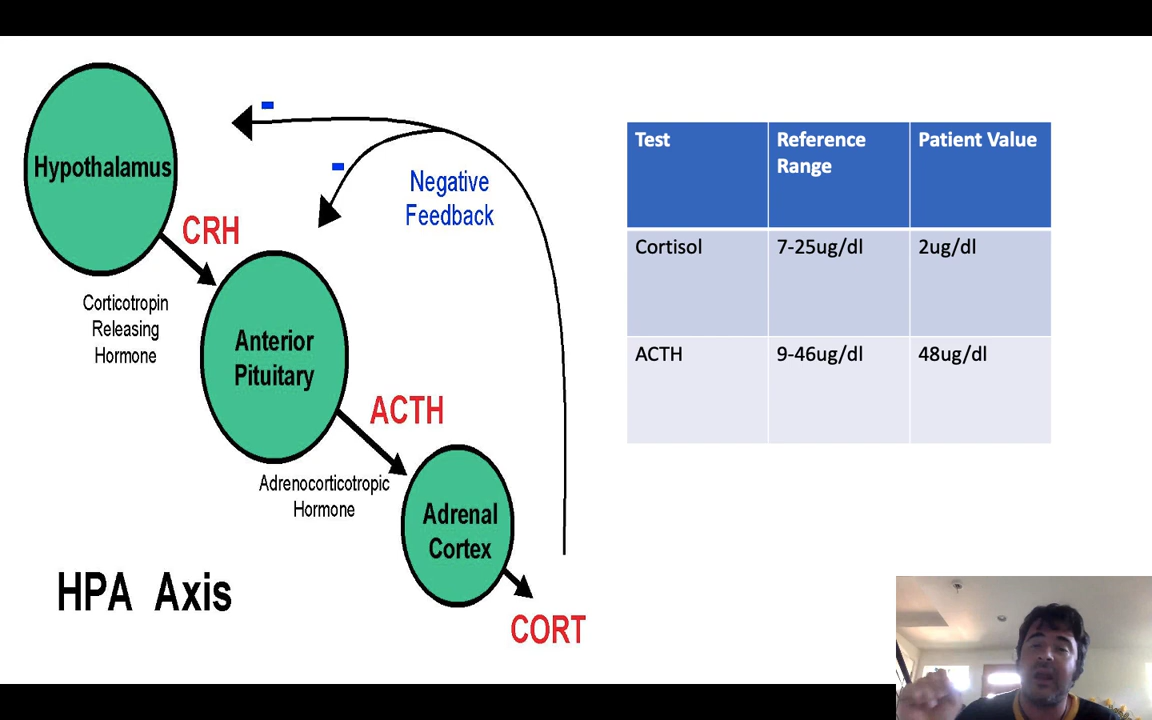 Hypothalamus
-
-
Negative
Feedback
CRH
Corticotropin
Releasing
Hormone
Anterior
Pituitary
ACTH
Adrenocorticotropic
Hormone
Adrenal
Cortex
HPA Axis
CORT
Test Reference Range Patient Value
Cortisol 7-25ug/dl 2ug/dl
ACTH 9-46ug/dl 48ug/dl